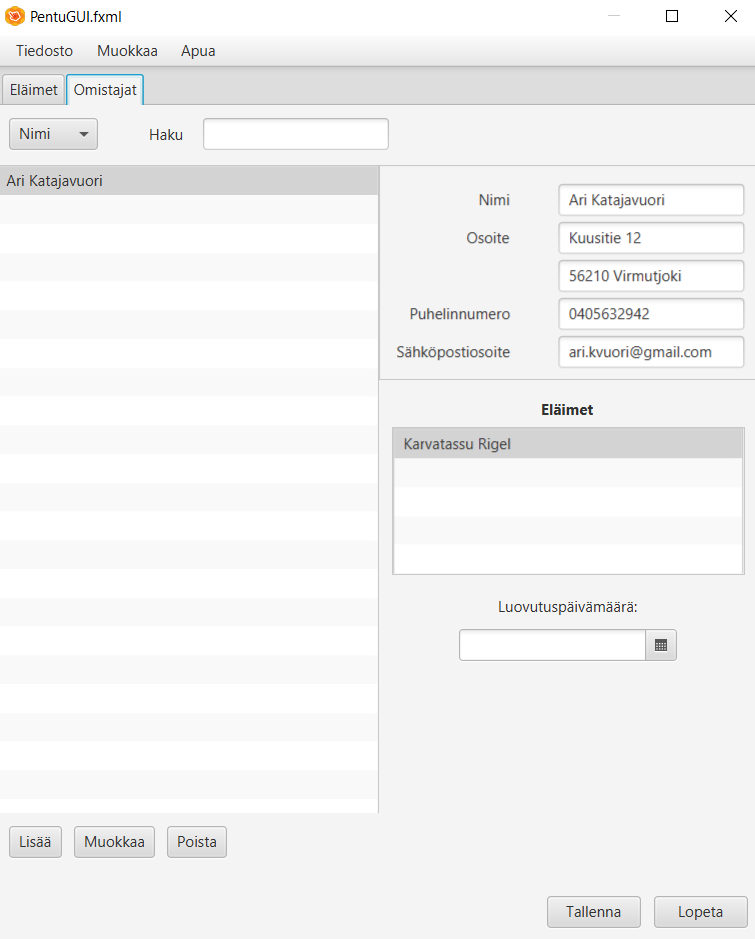 PentuGUI.fxml
Tiedosto Muokkaa Apua
Eläimet Omistajat
Nimi Haku
Ari Katajavuori
Nimi Ari Katajavuori
Osoite Kuusitie 12
56210 Virmutjoki
Puhelinnumero 0405632942
Sähköpostiosoite ari.kvuori@gmail.com
Eläimet
Karvatassu Rigel
Luovutuspäivämäärä:
Lisää Muokkaa Poista
Tallenna Lopeta